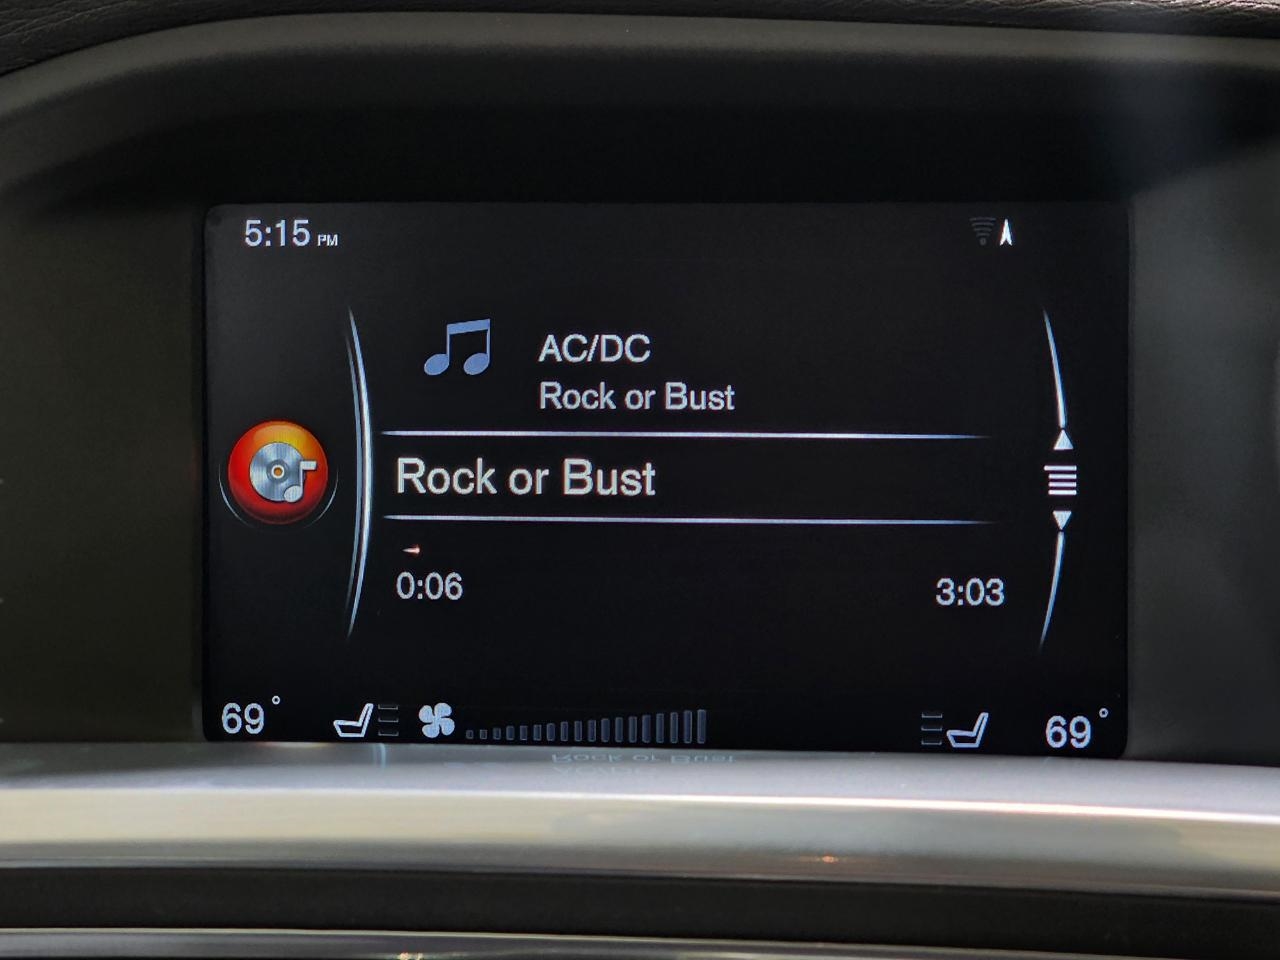 5:15 PM
AC/DC
Rock or Bust
Rock or Bust
0:06 3:03
69° 69°